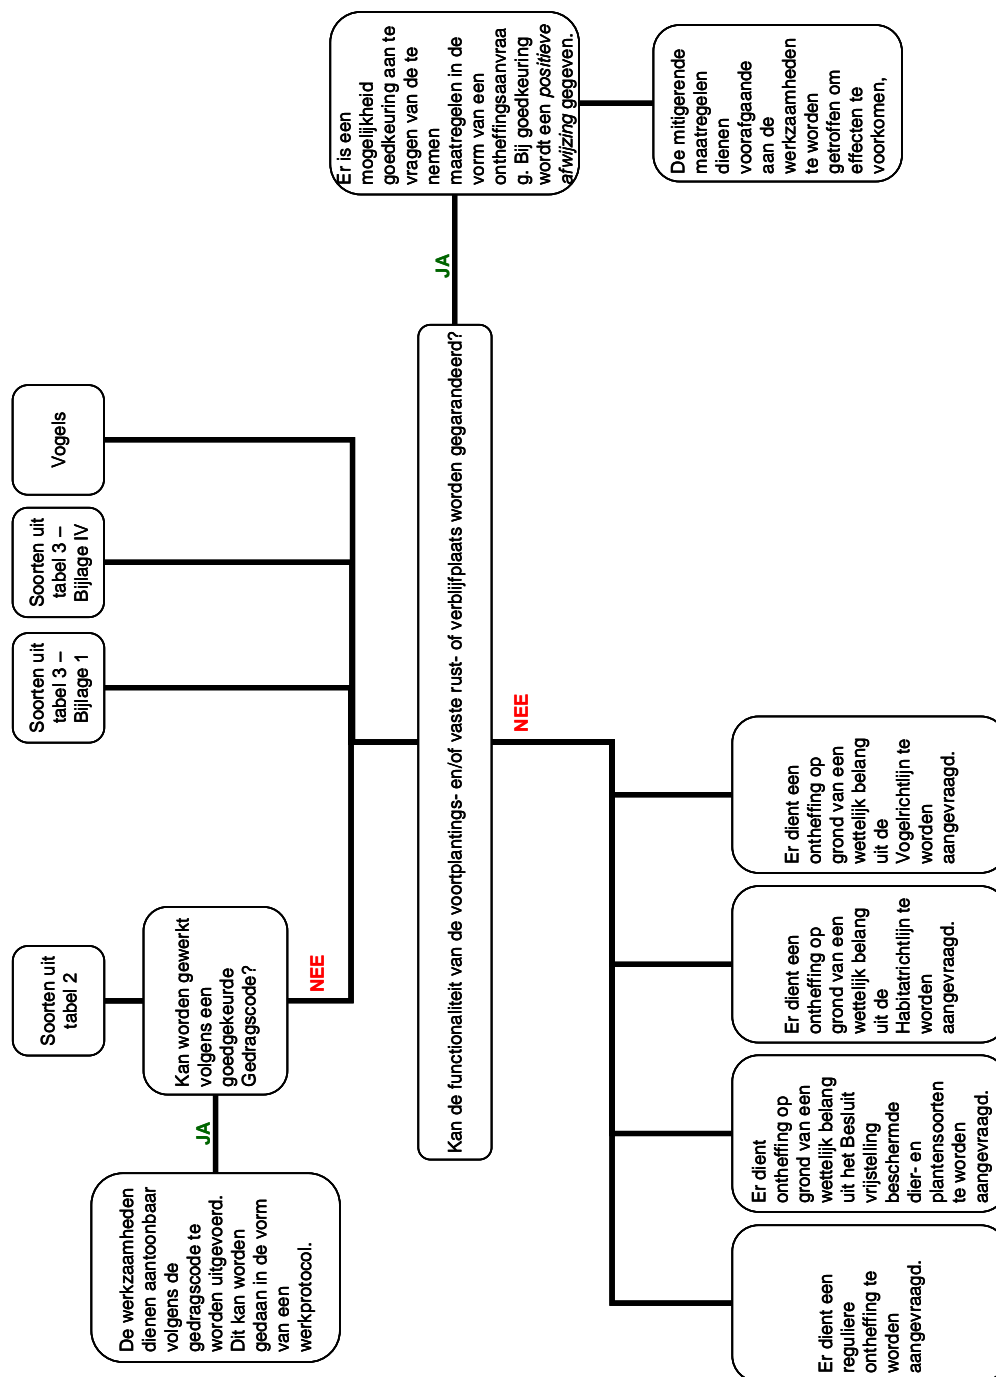 Soorten uit
tabel 2
Soorten uit
tabel 3 –
Bijlage 1
Soorten uit
tabel 3 –
Bijlage IV
Vogels
De werkzaamheden
dienen aantoonbaar
volgens de
gedragscode te
worden uitgevoerd.
Dit kan worden
gedaan in de vorm
van een
werkprotocol.
JA
Kan worden gewerkt
volgens een
goedgekeurde
Gedragscode?
NEE
Kan de functionaliteit van de voortplantings- en/of vaste rust- of verblijfplaats worden gegarandeerd?
JA
Er is een
mogelijkheid
goedkeuring aan te
vragen van de te
nemen
maatregelen in de
vorm van een
ontheffingsaanvraa
g. Bij goedkeuring
wordt een positieve
afwijzing gegeven.
De mitigerende
maatregelen
dienen
voorafgaande
aan de
werkzaamheden
te worden
getroffen om
effecten te
voorkomen,
NEE
Er dient een
reguliere
ontheffing te
worden
aangevraagd.
Er dient
ontheffing op
grond van een
wettelijk belang
uit het Besluit
vrijstelling
beschermde
dier- en
plantensoorten
te worden
aangevraagd.
Er dient een
ontheffing op
grond van een
wettelijk belang
uit de
Habitatrichtlijn te
worden
aangevraagd.
Er dient een
ontheffing op
grond van een
wettelijk belang
uit de
Vogelrichtlijn te
worden
aangevraagd.